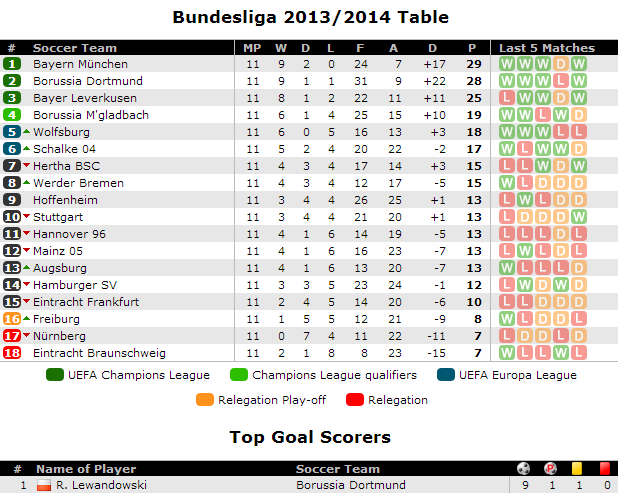 Bundesliga 2013/2014 Table
# Soccer Team MP W D L F A D P Last 5 Matches
1 Bayern München 11 9 2 0 24 7 +17 29 W W W D W
2 Borussia Dortmund 11 9 1 1 31 9 +22 28 W W W L W
3 Bayer Leverkusen 11 8 1 2 22 11 +11 25 L W W D W
4 Borussia M'gladbach 11 6 1 4 25 15 +10 19 W W L W D
5 Wolfsburg 11 6 0 5 16 13 +3 18 W W W L L
6 Schalke 04 11 5 2 4 20 22 -2 17 W L W W D
7 Hertha BSC 11 4 3 4 17 14 +3 15 L L W D W
8 Werder Bremen 11 4 3 4 12 17 -5 15 W L D D D
9 Hoffenheim 11 3 4 4 26 25 +1 13 L W L D D
10 Stuttgart 11 3 4 4 21 20 +1 13 L D D D W
11 Hannover 96 11 4 1 6 14 19 -5 13 L L L D L
12 Mainz 05 11 4 1 6 16 23 -7 13 W D L W L
13 Augsburg 11 4 1 6 13 20 -7 13 W L L L D
14 Hamburger SV 11 3 3 5 23 24 -1 12 L W D W D
15 Eintracht Frankfurt 11 2 4 5 14 20 -6 10 L L D D D
16 Freiburg 11 1 5 5 12 21 -9 8 W L D D L
17 Nürnberg 11 0 7 4 11 22 -11 7 L D D L D
18 Eintracht Braunschweig 11 2 1 8 8 23 -15 7 W L L W L
UEFA Champions League Champions League qualifiers UEFA Europa League
Relegation Play-off Relegation
Top Goal Scorers
# Name of Player Soccer Team P
1 R. Lewandowski Borussia Dortmund 9 1 1 0